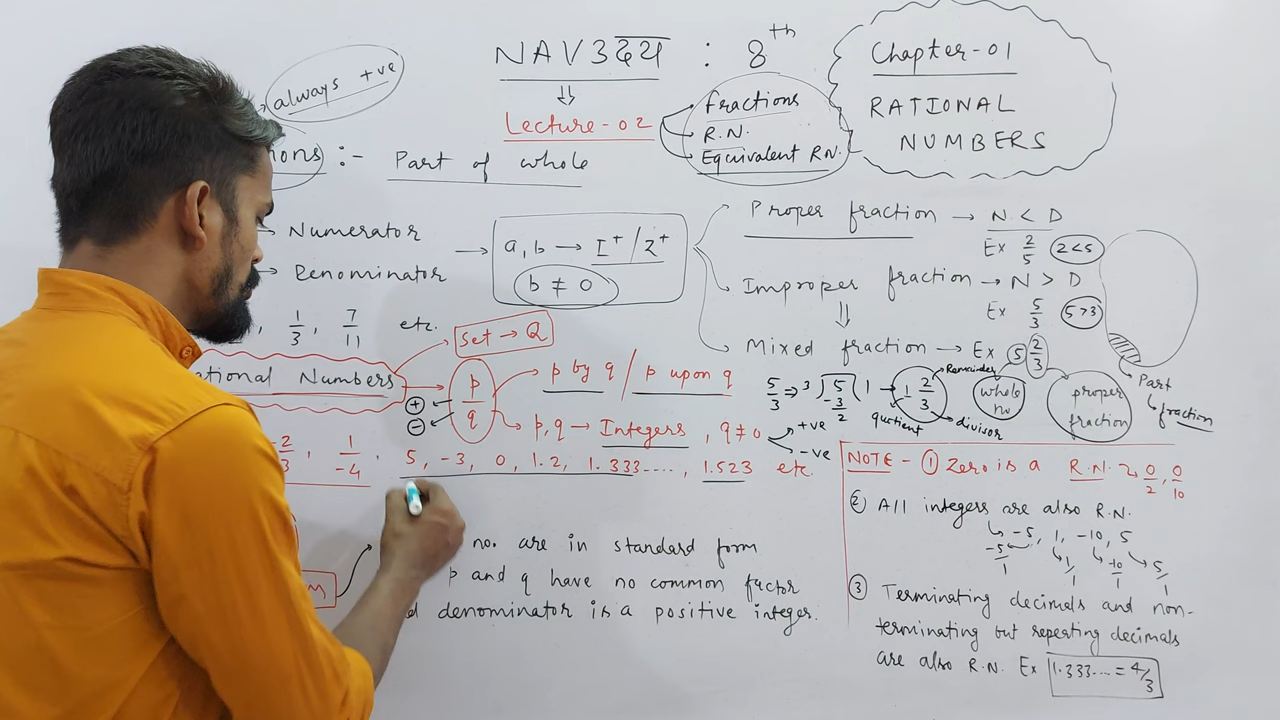 NAV3दय : 8th
Lecture-02
fractions
R.N.
Equivalent R.N.
Chapter-01
RATIONAL
NUMBERS
always +ve
ions :- Part of whole
Numerator
Denominator
1/3, 7/11 etc.
a, b → I⁺/Z⁺
b ≠ 0
Proper fraction → N < D
Ex 2/5 2<5
Improper fraction → N > D
Ex 5/3 5>3
Mixed fraction → Ex 5 2/3
whole no
proper fraction
Part
fraction
5/3 ⇒ 3 5 1
-3
2
1 2/3
Remainder
quotient
divisor
ational Numbers → p/q
Set → Q
+
-
p by q / p upon q
p, q → Integers, q ≠ 0
+ve
-ve
2/3, 1/-4, 5, -3, 0, 1.2, 1.333...., 1.523 etc.
no. are in standard form
p and q have no common factor
d denominator is a positive integer.
NOTE - ① Zero is a R.N. → 0/2, 0/10
② All integers are also R.N.
-5, 1, -10, 5
-5/1 1/1 -10/1 5/1
③ Terminating decimals and non-
terminating but repeating decimals
are also R.N. Ex 1.333.... = 4/3